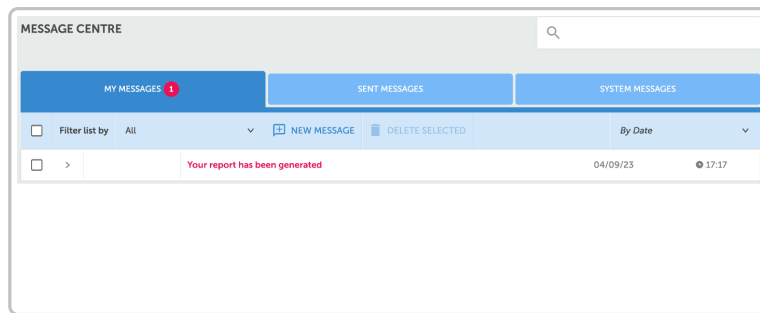 MESSAGE CENTRE
MY MESSAGES 1
SENT MESSAGES
SYSTEM MESSAGES
Filter list by All NEW MESSAGE DELETE SELECTED By Date
Your report has been generated 04/09/23 17:17